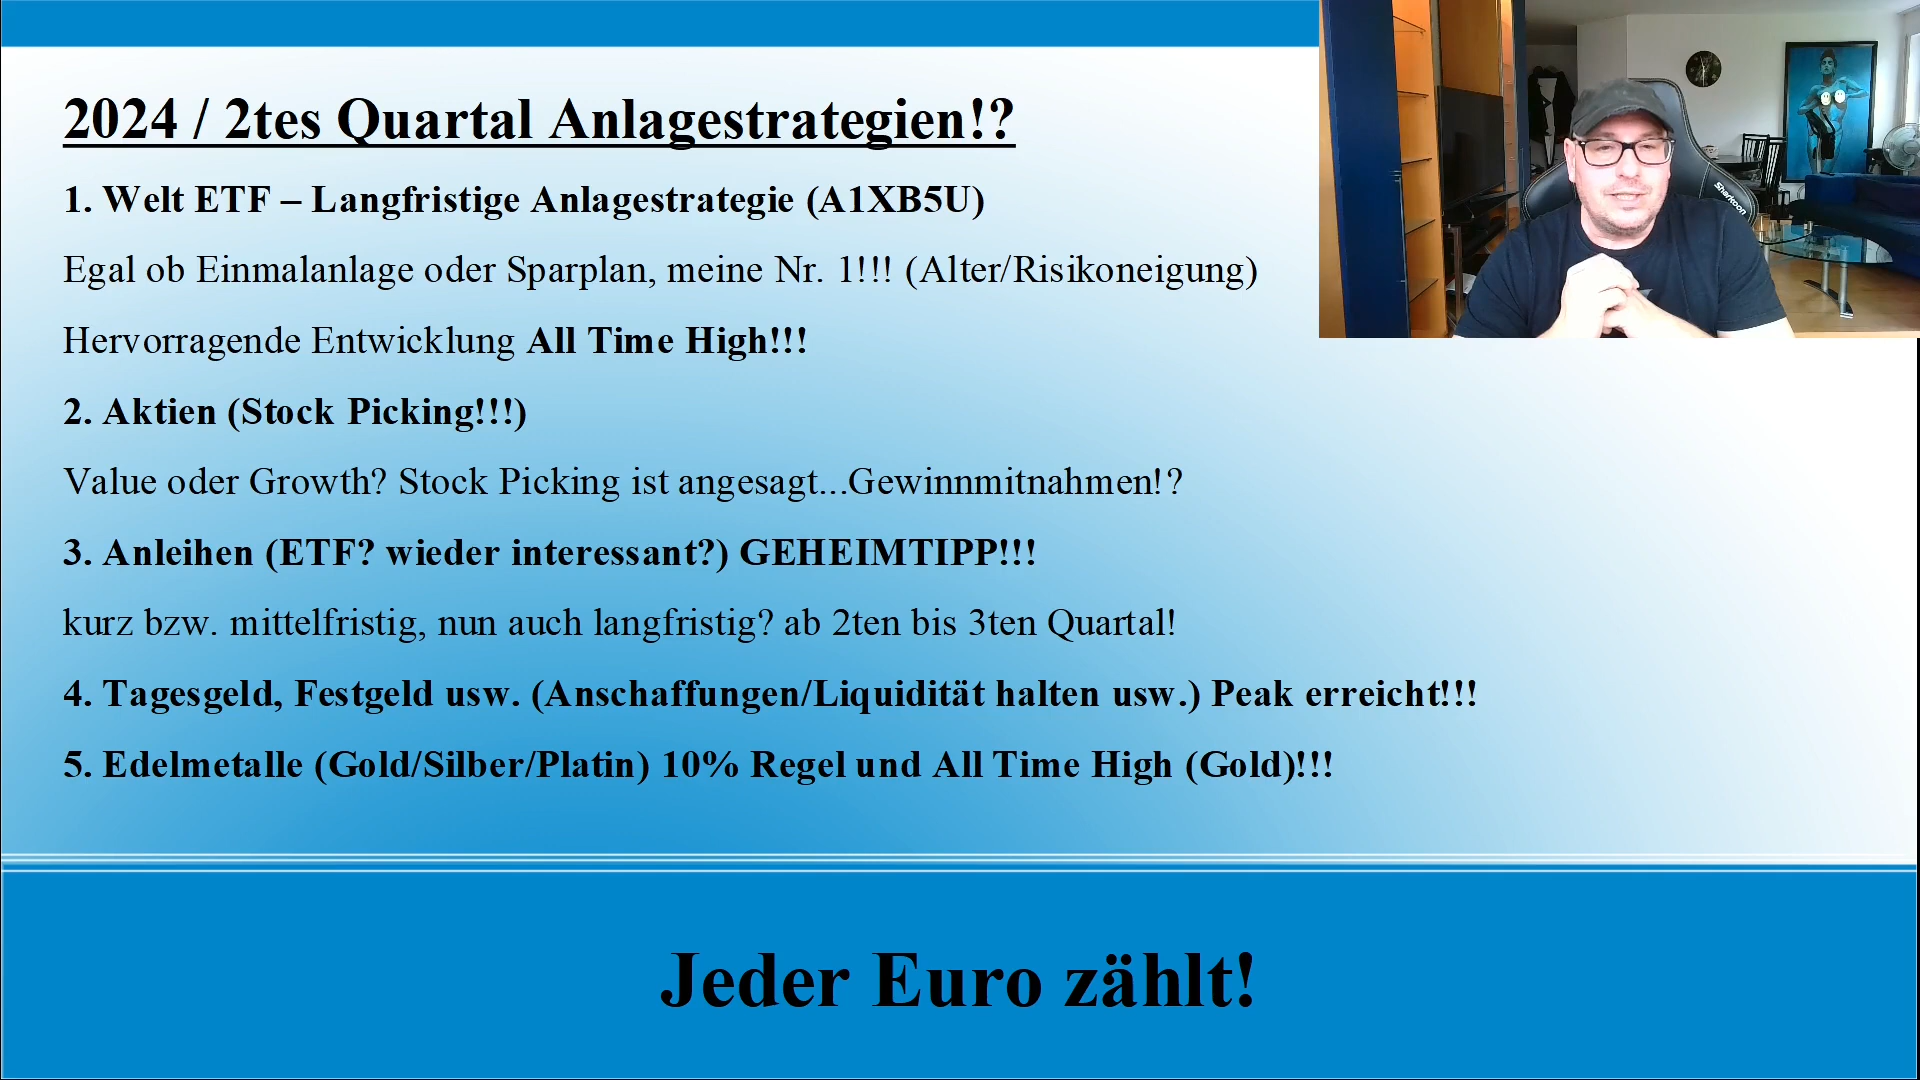 2024 / 2tes Quartal Anlagestrategien!?
1. Welt ETF – Langfristige Anlagestrategie (A1XB5U)
Egal ob Einmalanlage oder Sparplan, meine Nr. 1!!! (Alter/Risikoneigung)
Hervorragende Entwicklung All Time High!!!
2. Aktien (Stock Picking!!!)
Value oder Growth? Stock Picking ist angesagt...Gewinnmitnahmen!?
3. Anleihen (ETF? wieder interessant?) GEHEIMTIPP!!!
kurz bzw. mittelfristig, nun auch langfristig? ab 2ten bis 3ten Quartal!
4. Tagesgeld, Festgeld usw. (Anschaffungen/Liquidität halten usw.) Peak erreicht!!!
5. Edelmetalle (Gold/Silber/Platin) 10% Regel und All Time High (Gold)!!!
Jeder Euro zählt!
Sharkoon